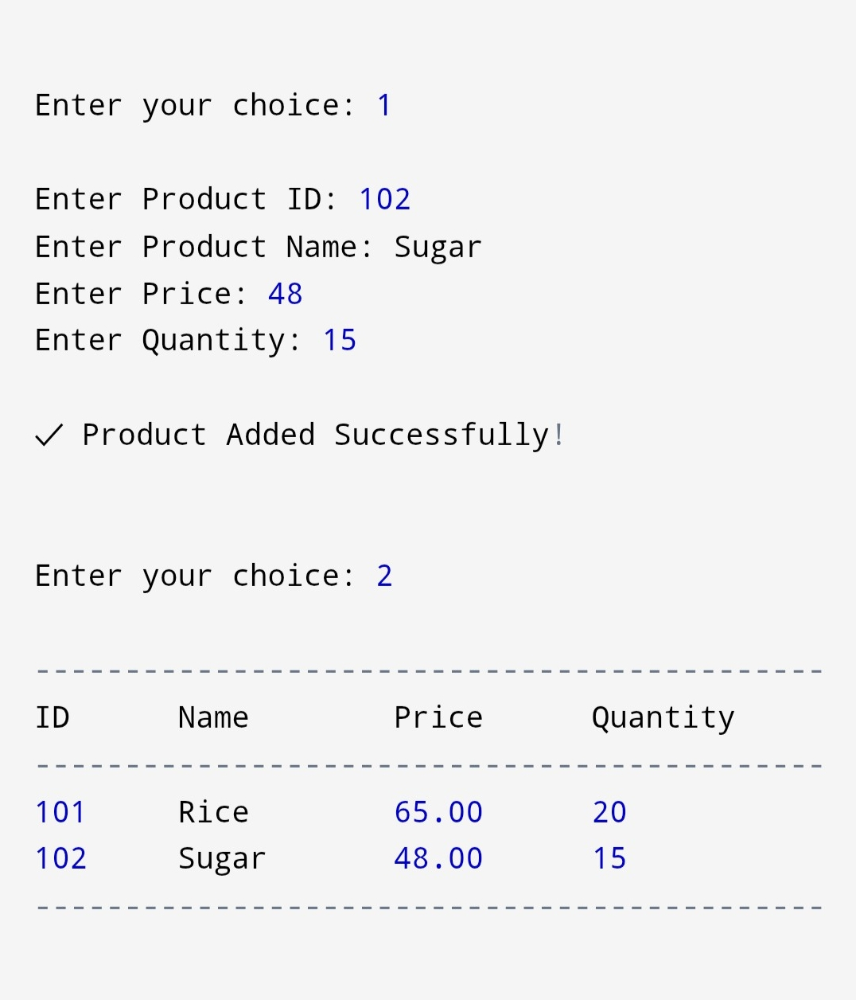 Enter your choice: 1
Enter Product ID: 102
Enter Product Name: Sugar
Enter Price: 48
Enter Quantity: 15
✓ Product Added Successfully!
Enter your choice: 2
--------------------------------------------
ID      Name        Price      Quantity
--------------------------------------------
101     Rice        65.00      20
102     Sugar       48.00      15
--------------------------------------------